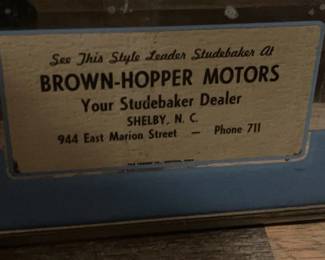 See This Style Leader Studebaker At
BROWN-HOPPER MOTORS
Your Studebaker Dealer
SHELBY, N. C.
944 East Marion Street — Phone 711